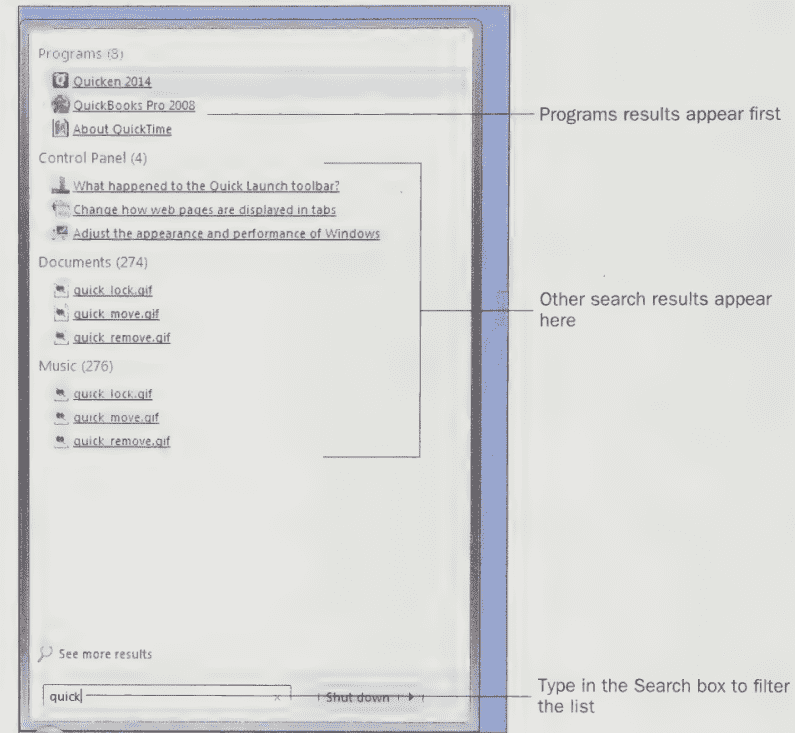 Programs (8)
Quicken 2014
QuickBooks Pro 2008
About QuickTime
Programs results appear first
Control Panel (4)
What happened to the Quick Launch toolbar?
Change how web pages are displayed in tabs
Adjust the appearance and performance of Windows
Documents (274)
quick_lock.gif
quick_move.gif
quick_remove.gif
Other search results appear
here
Music (276)
quick_lock.gif
quick_move.gif
quick_remove.gif
See more results
quick
Shut down
Type in the Search box to filter
the list